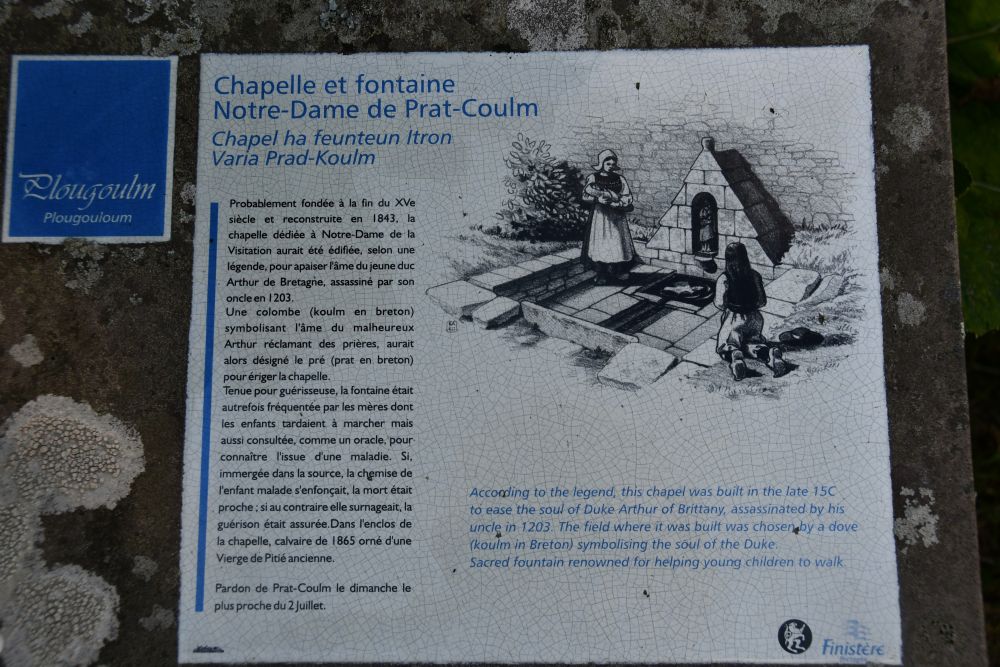 Plougoulm
Plougouloum
Chapelle et fontaine
Notre-Dame de Prat-Coulm
Chapel ha feunteun Itron
Varia Prad-Koulm
Probablement fondée à la fin du XVe
siècle et reconstruite en 1843, la
chapelle dédiée à Notre-Dame de la
Visitation aurait été édifiée, selon une
légende, pour apaiser l'âme du jeune duc
Arthur de Bretagne, assassiné par son
oncle en 1203.
Une colombe (koulm en breton)
symbolisant l'âme du malheureux
Arthur réclamant des prières, aurait
alors désigné le pré (prat en breton)
pour ériger la chapelle.
Tenue pour guérisseuse, la fontaine était
autrefois fréquentée par les mères dont
les enfants tardaient à marcher mais
aussi consultée, comme un oracle, pour
connaître l'issue d'une maladie. Si,
immergée dans la source, la chemise de
l'enfant malade s'enfonçait, la mort était
proche ; si au contraire elle surnageait, la
guérison était assurée.Dans l'enclos de
la chapelle, calvaire de 1865 orné d'une
Vierge de Pitié ancienne.
Pardon de Prat-Coulm le dimanche le
plus proche du 2 Juillet.
According to the legend, this chapel was built in the late 15C
to ease the soul of Duke Arthur of Brittany, assassinated by his
uncle in 1203. The field where it was built was chosen by a dove
(koulm in Breton) symbolising the soul of the Duke.
Sacred fountain renowned for helping young children to walk.
Finistère